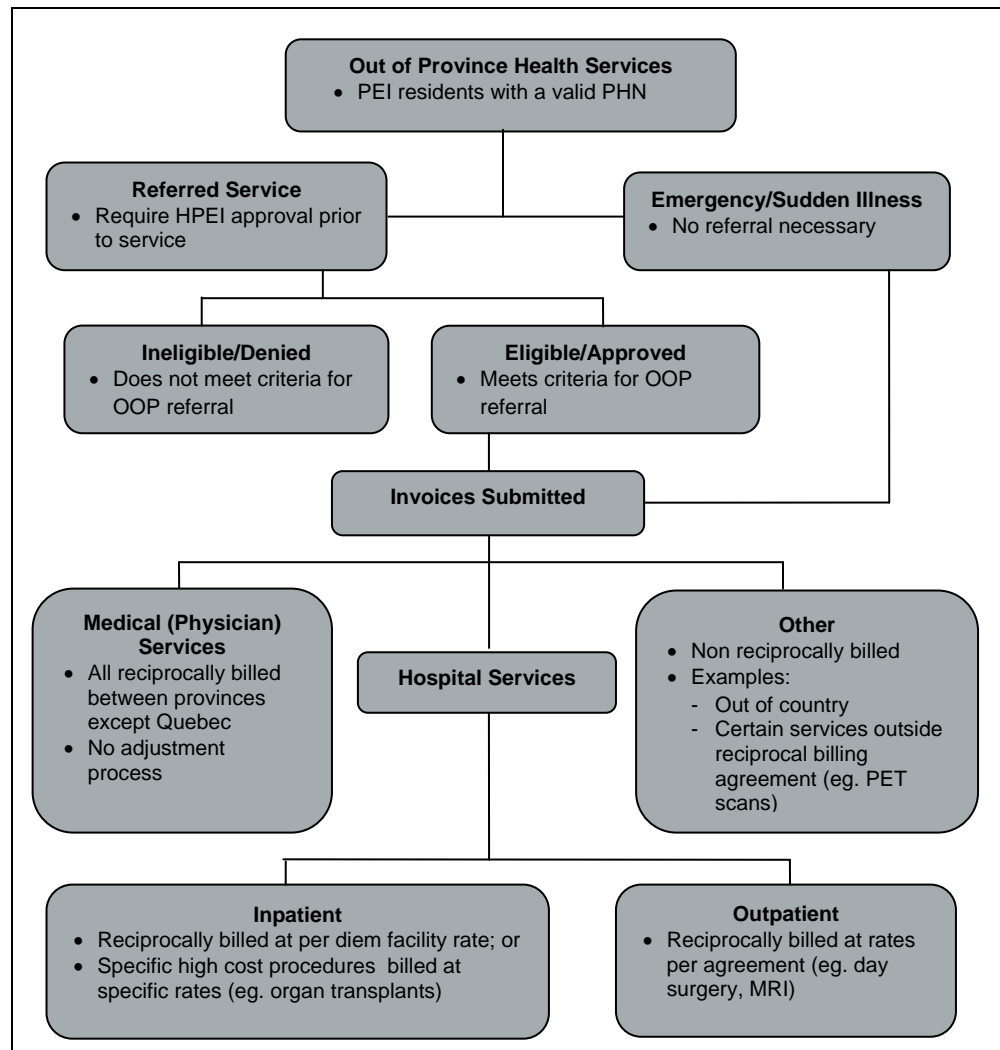 Out of Province Health Services
• PEI residents with a valid PHN
Referred Service
• Require HPEI approval prior
to service
Emergency/Sudden Illness
• No referral necessary
Ineligible/Denied
• Does not meet criteria for
OOP referral
Eligible/Approved
• Meets criteria for OOP
referral
Invoices Submitted
Medical (Physician)
Services
• All reciprocally billed
between provinces
except Quebec
• No adjustment
process
Hospital Services
Other
• Non reciprocally billed
• Examples:
- Out of country
- Certain services outside
reciprocal billing
agreement (eg. PET
scans)
Inpatient
• Reciprocally billed at per diem facility rate; or
• Specific high cost procedures billed at
specific rates (eg. organ transplants)
Outpatient
• Reciprocally billed at rates
per agreement (eg. day
surgery, MRI)